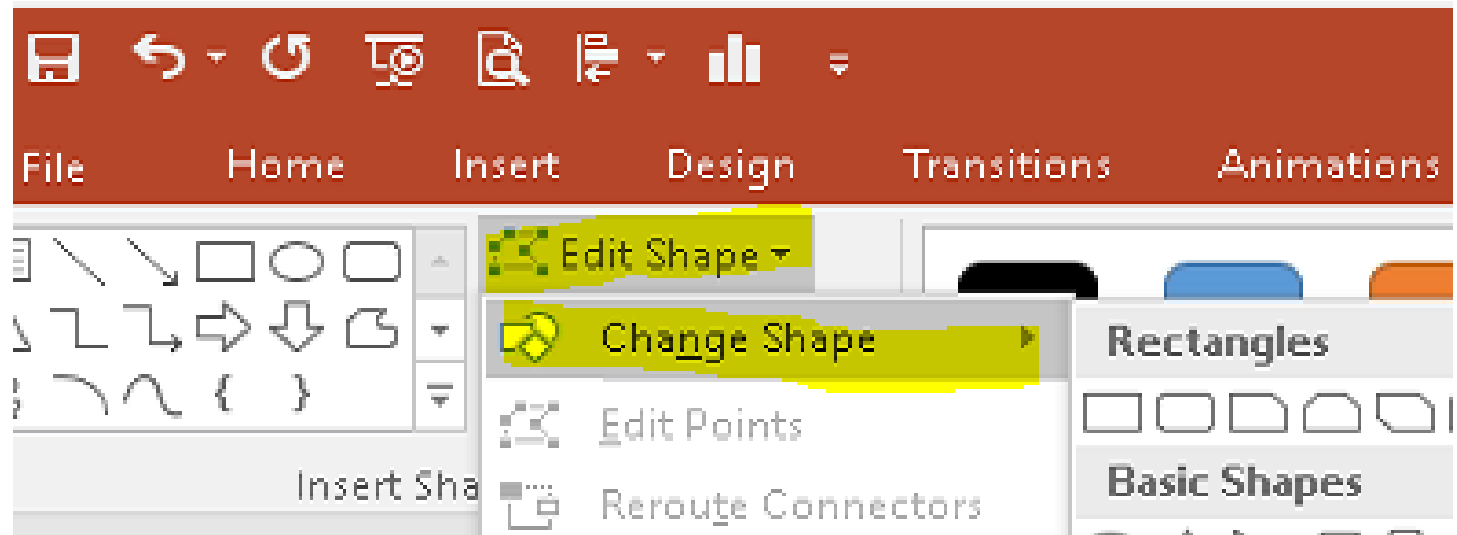 File Home Insert Design Transitions Animations
Edit Shape
Change Shape
Rectangles
Edit Points
Insert Sha
Basic Shapes
Reroute Connectors